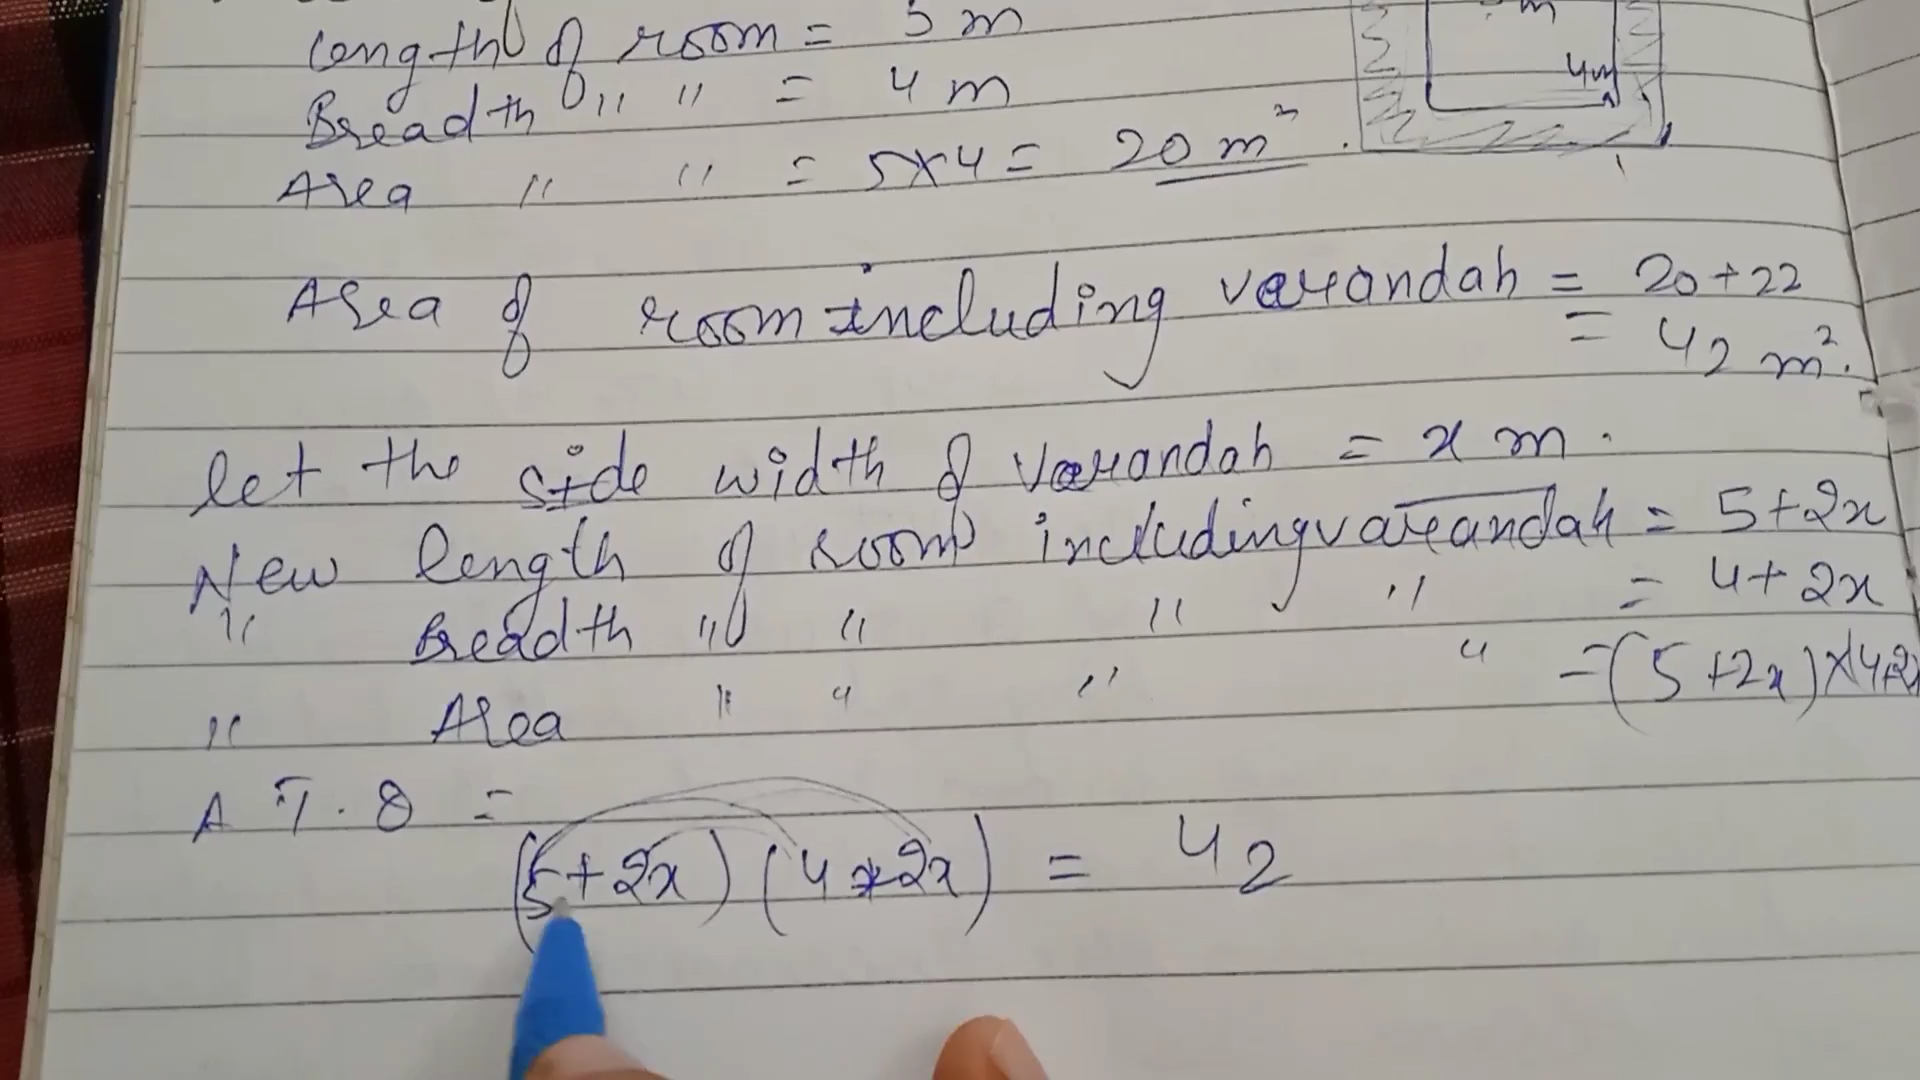 length of room = 5 m
Breadth " " = 4 m
Area " " = 5×4 = 20 m²
m
4m
Area of room including varandah = 20+22
= 42 m².
let the side width of varandah = x m.
New length of room including varandah = 5+2x
" Breadth " " " " = 4+2x
" Area " " " " =(5+2x)×(4+2x
A T.Q =
(5+2x) (4+2x) = 42